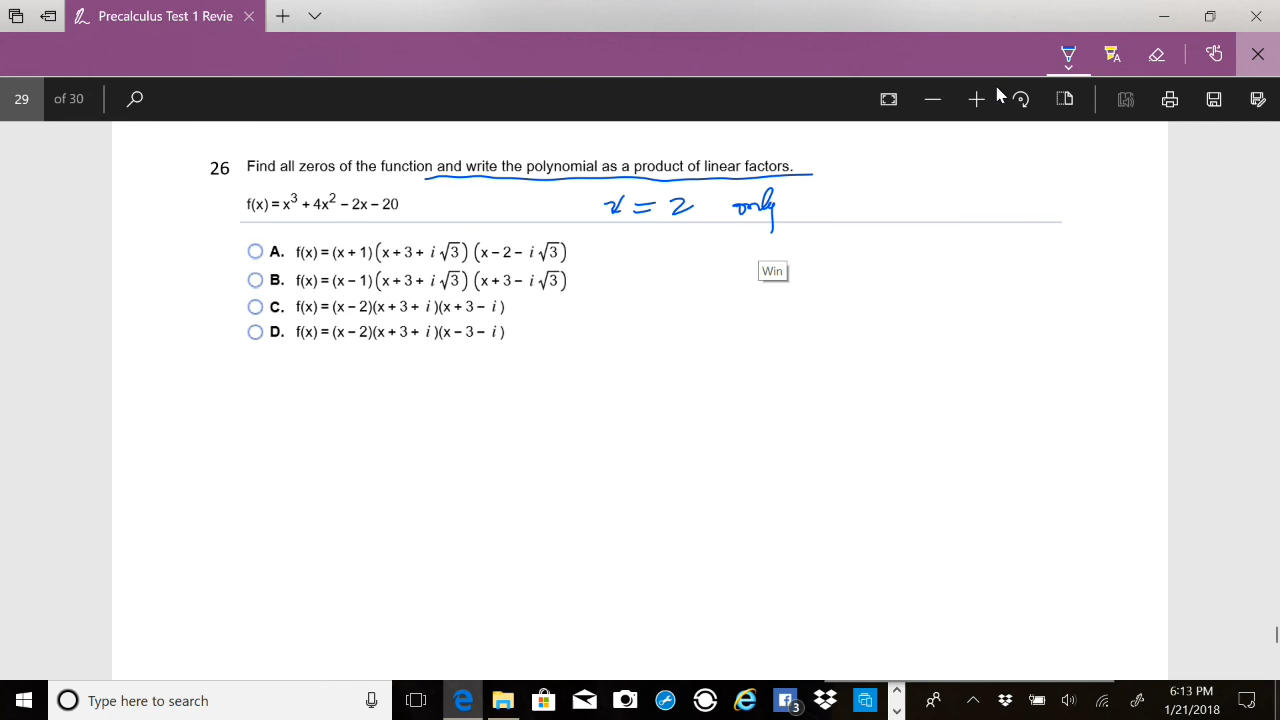 Precalculus Test 1 Revie
29 of 30
26 Find all zeros of the function and write the polynomial as a product of linear factors.
f(x) = x³ + 4x² − 2x − 20
x = 2 only
A. f(x) = (x + 1)(x + 3 + i√3)(x − 2 − i√3)
Win
B. f(x) = (x − 1)(x + 3 + i√3)(x + 3 − i√3)
C. f(x) = (x − 2)(x + 3 + i)(x + 3 − i)
D. f(x) = (x − 2)(x + 3 + i)(x − 3 − i)
Type here to search
3
6:13 PM
1/21/2018